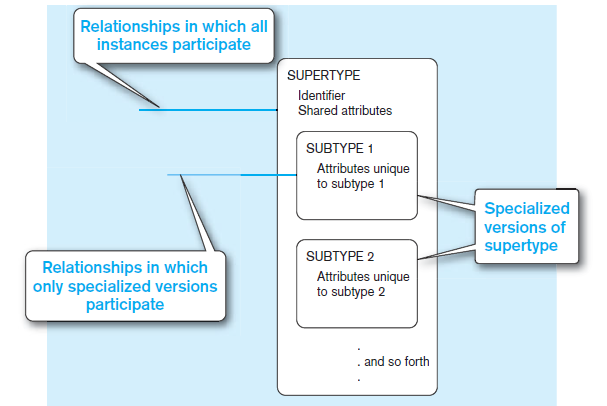 Relationships in which all
instances participate
SUPERTYPE
Identifier
Shared attributes
SUBTYPE 1
Attributes unique
to subtype 1
Specialized
versions of
supertype
SUBTYPE 2
Attributes unique
to subtype 2
Relationships in which
only specialized versions
participate
.
. and so forth
.